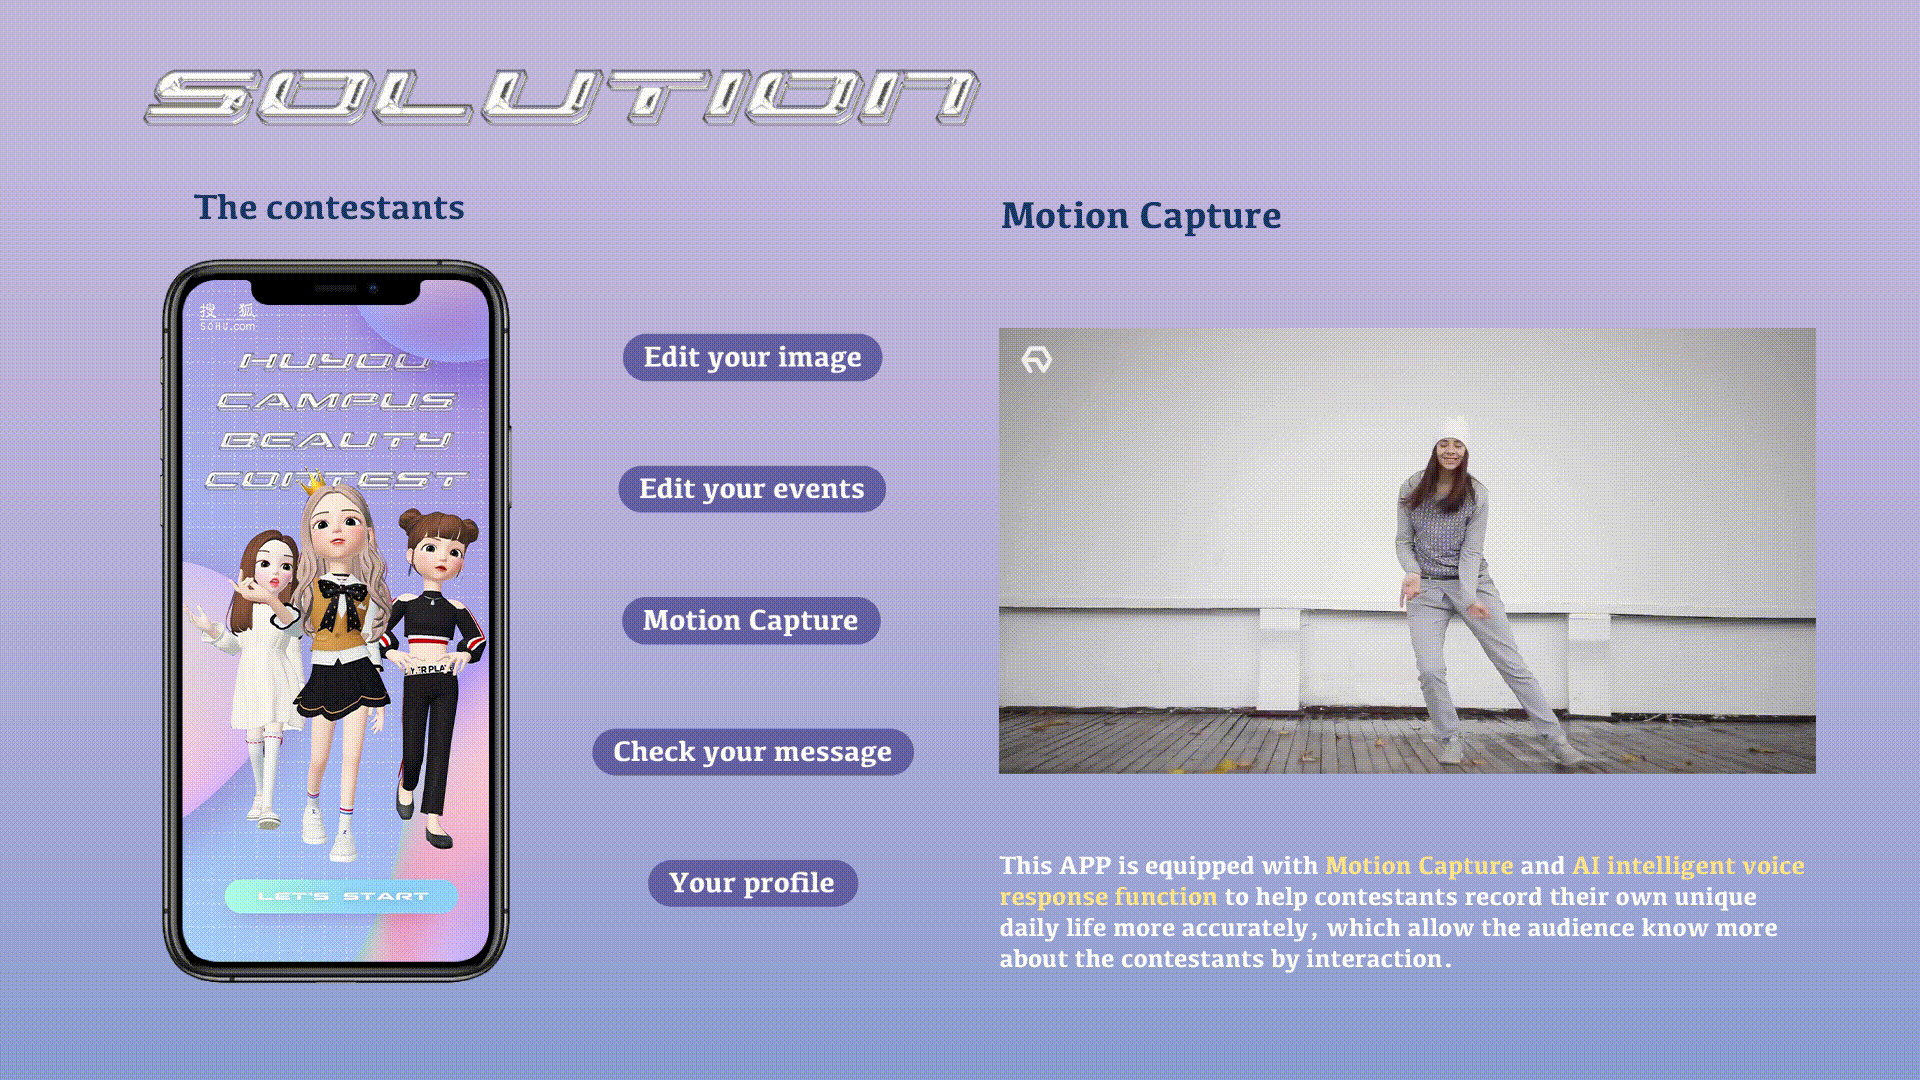 SOLUTION
The contestants
搜狐
SOHU.com
HUYOU
CAMPUS
BEAUTY
CONTEST
LET'S START
Edit your image
Edit your events
Motion Capture
Check your message
Your profile
Motion Capture
This APP is equipped with Motion Capture and AI intelligent voice
response function to help contestants record their own unique
daily life more accurately, which allow the audience know more
about the contestants by interaction.